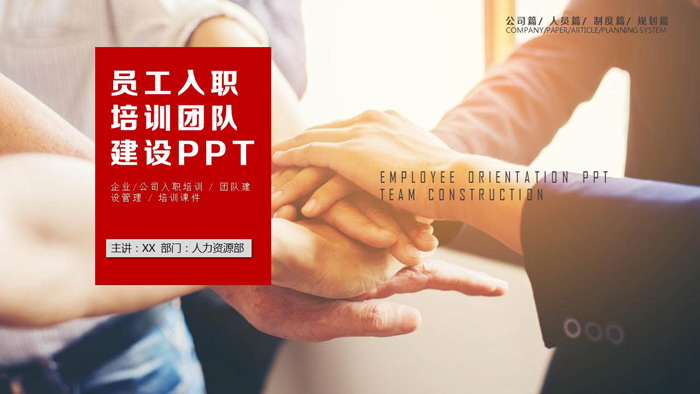 公司篇/ 人员篇/ 制度篇/ 规划篇
COMPANY/PAPER/ARTICLE/PLANNING SYSTEM
员工入职
培训团队
建设PPT
企业/公司入职培训 / 团队建
设管理 / 培训课件
主讲：XX 部门：人力资源部
EMPLOYEE ORIENTATION PPT
TEAM CONSTRUCTION